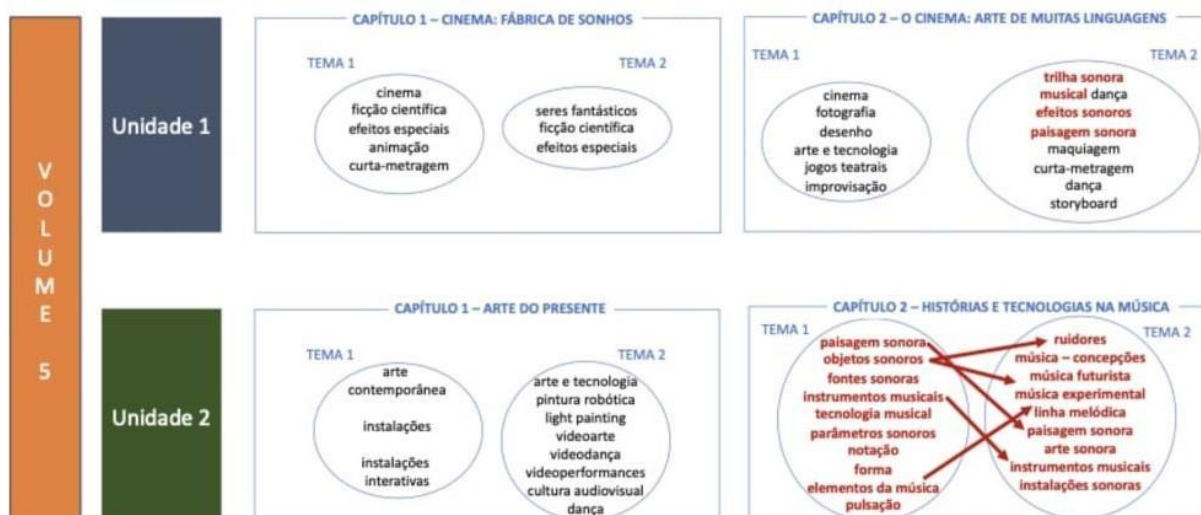 VOLUME 5
Unidade 1
CAPÍTULO 1 – CINEMA: FÁBRICA DE SONHOS
TEMA 1
cinema
ficção científica
efeitos especiais
animação
curta-metragem
TEMA 2
seres fantásticos
ficção científica
efeitos especiais
CAPÍTULO 2 – O CINEMA: ARTE DE MUITAS LINGUAGENS
TEMA 1
cinema
fotografia
desenho
arte e tecnologia
jogos teatrais
improvisação
TEMA 2
trilha sonora
musical dança
efeitos sonoros
paisagem sonora
maquiagem
curta-metragem
dança
storyboard
Unidade 2
CAPÍTULO 1 – ARTE DO PRESENTE
TEMA 1
arte
contemporânea
instalações
instalações
interativas
TEMA 2
arte e tecnologia
pintura robótica
light painting
videoarte
videodança
videoperformances
cultura audiovisual
dança
CAPÍTULO 2 – HISTÓRIAS E TECNOLOGIAS NA MÚSICA
TEMA 1
paisagem sonora
objetos sonoros
fontes sonoras
instrumentos musicais
tecnologia musical
parâmetros sonoros
notação
forma
elementos da música
pulsação
TEMA 2
ruidores
música – concepções
música futurista
música experimental
linha melódica
paisagem sonora
arte sonora
instrumentos musicais
instalações sonoras